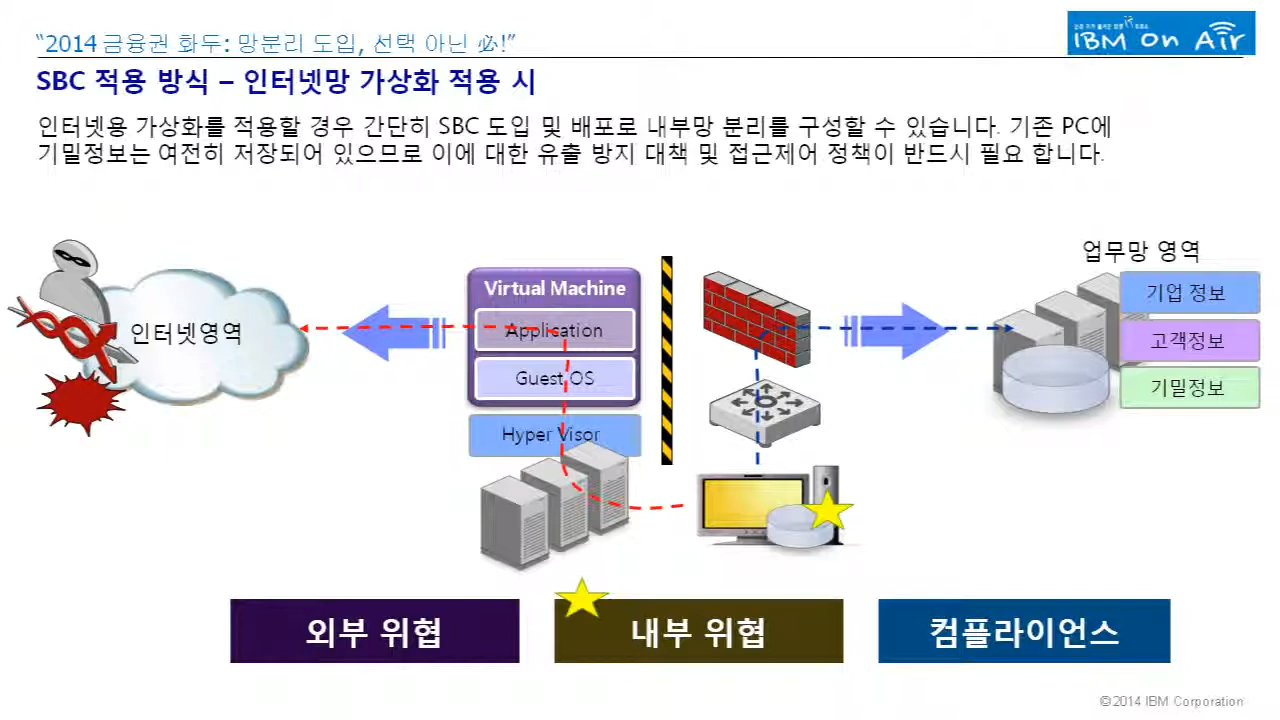 “2014 금융권 화두: 망분리 도입, 선택 아닌 必!”
IBM On Air
SBC 적용 방식 – 인터넷망 가상화 적용 시
인터넷용 가상화를 적용할 경우 간단히 SBC 도입 및 배포로 내부망 분리를 구성할 수 있습니다. 기존 PC에
기밀정보는 여전히 저장되어 있으므로 이에 대한 유출 방지 대책 및 접근제어 정책이 반드시 필요 합니다.
업무망 영역
Virtual Machine
기업 정보
인터넷영역
Application
고객정보
Guest OS
기밀정보
Hyper Visor
외부 위협
내부 위협
컴플라이언스
©2014 IBM Corporation